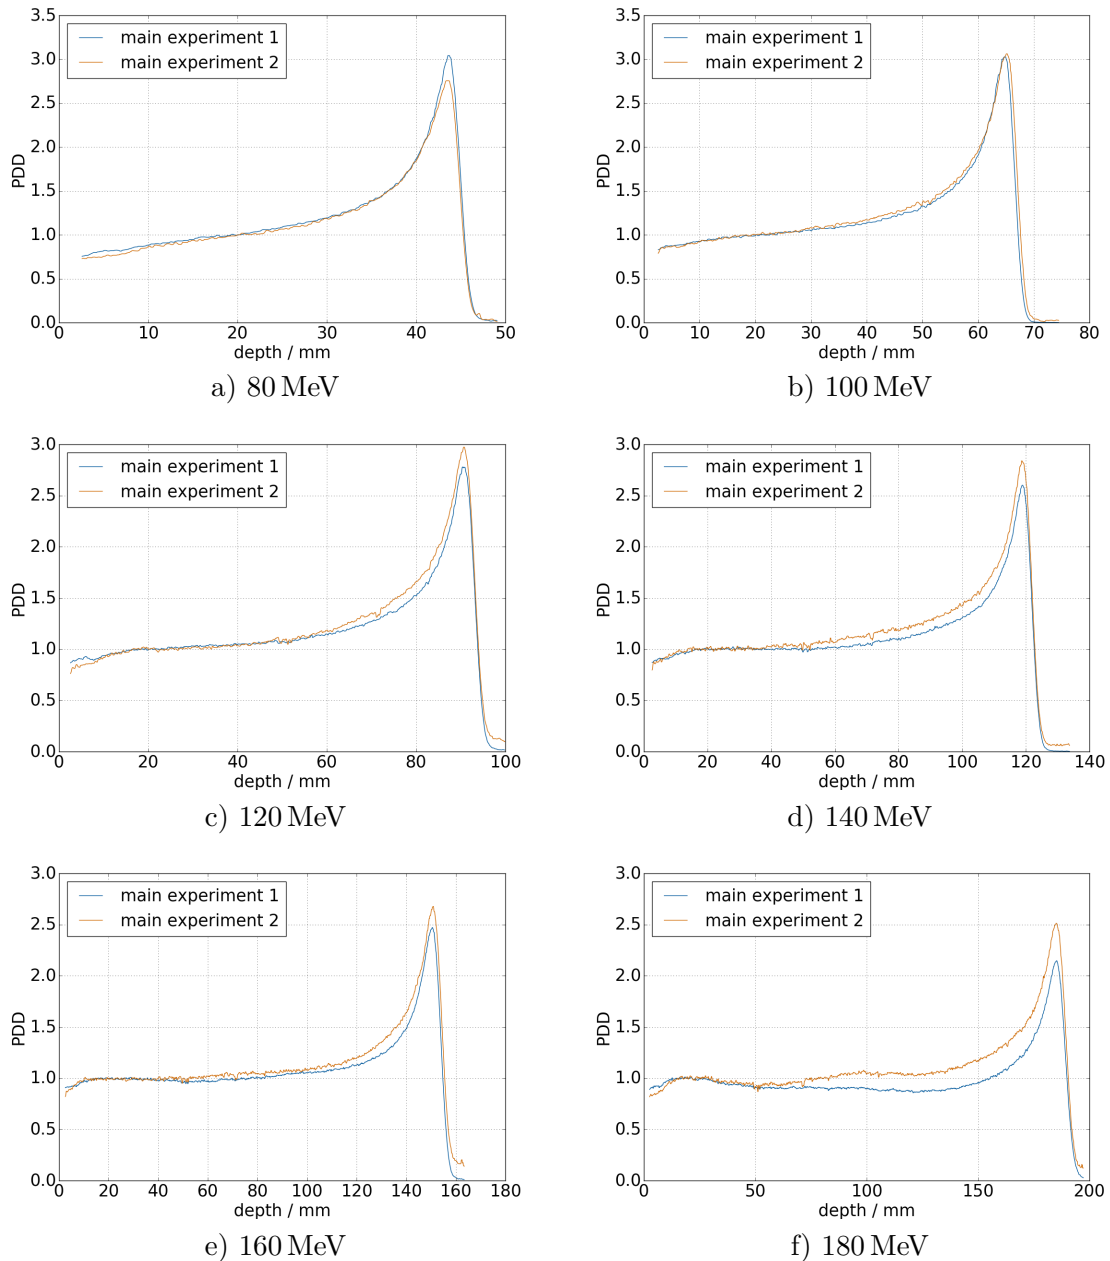 3.5
3.0
2.5
2.0
1.5
1.0
0.5
0.0
PDD
main experiment 1
main experiment 2
0 10 20 30 40 50
depth / mm
a) 80 MeV
3.5
3.0
2.5
2.0
1.5
1.0
0.5
0.0
PDD
main experiment 1
main experiment 2
0 10 20 30 40 50 60 70 80
depth / mm
b) 100 MeV
3.0
2.5
2.0
1.5
1.0
0.5
0.0
PDD
main experiment 1
main experiment 2
0 20 40 60 80 100
depth / mm
c) 120 MeV
3.0
2.5
2.0
1.5
1.0
0.5
0.0
PDD
main experiment 1
main experiment 2
0 20 40 60 80 100 120 140
depth / mm
d) 140 MeV
3.0
2.5
2.0
1.5
1.0
0.5
0.0
PDD
main experiment 1
main experiment 2
0 20 40 60 80 100 120 140 160 180
depth / mm
e) 160 MeV
3.0
2.5
2.0
1.5
1.0
0.5
0.0
PDD
main experiment 1
main experiment 2
0 50 100 150 200
depth / mm
f) 180 MeV